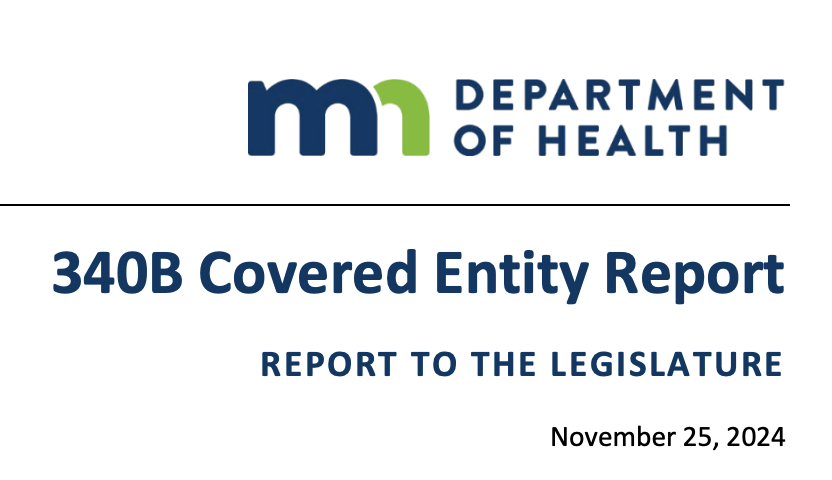 mn DEPARTMENT
OF HEALTH
340B Covered Entity Report
REPORT TO THE LEGISLATURE
November 25, 2024